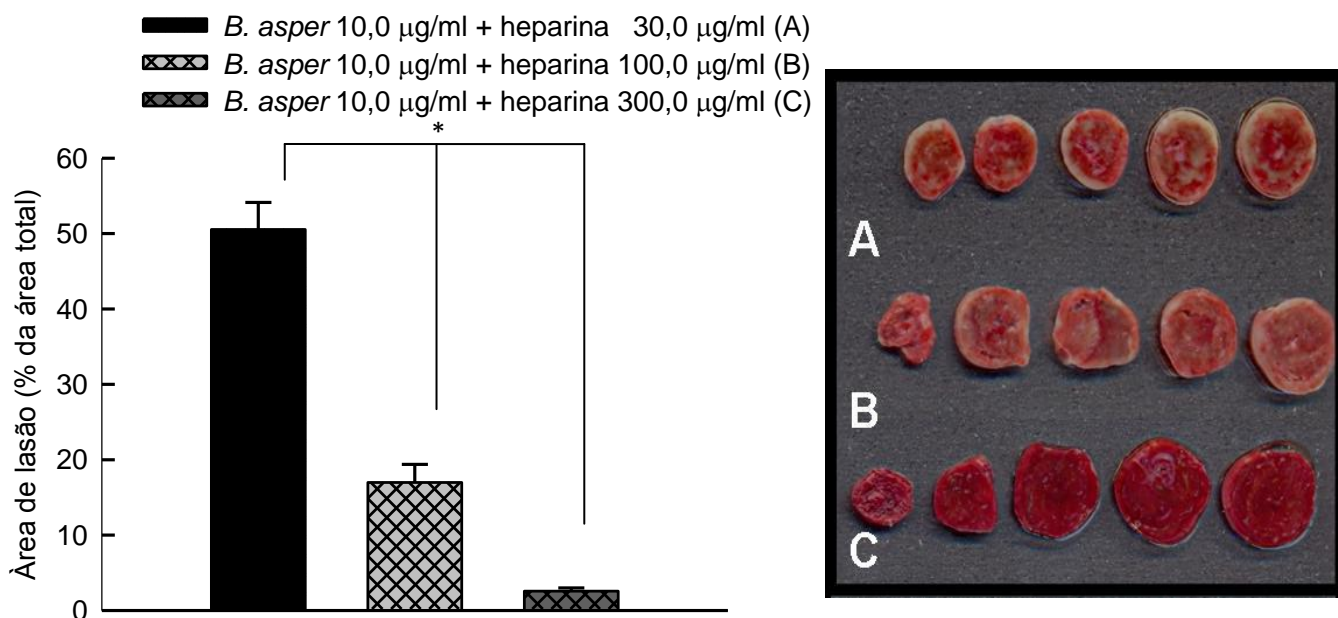 B. asper 10,0 μg/ml + heparina 30,0 μg/ml (A)
B. asper 10,0 μg/ml + heparina 100,0 μg/ml (B)
B. asper 10,0 μg/ml + heparina 300,0 μg/ml (C)
*
60
50
40
30
20
10
0
Àrea de lasão (% da área total)
A
B
C